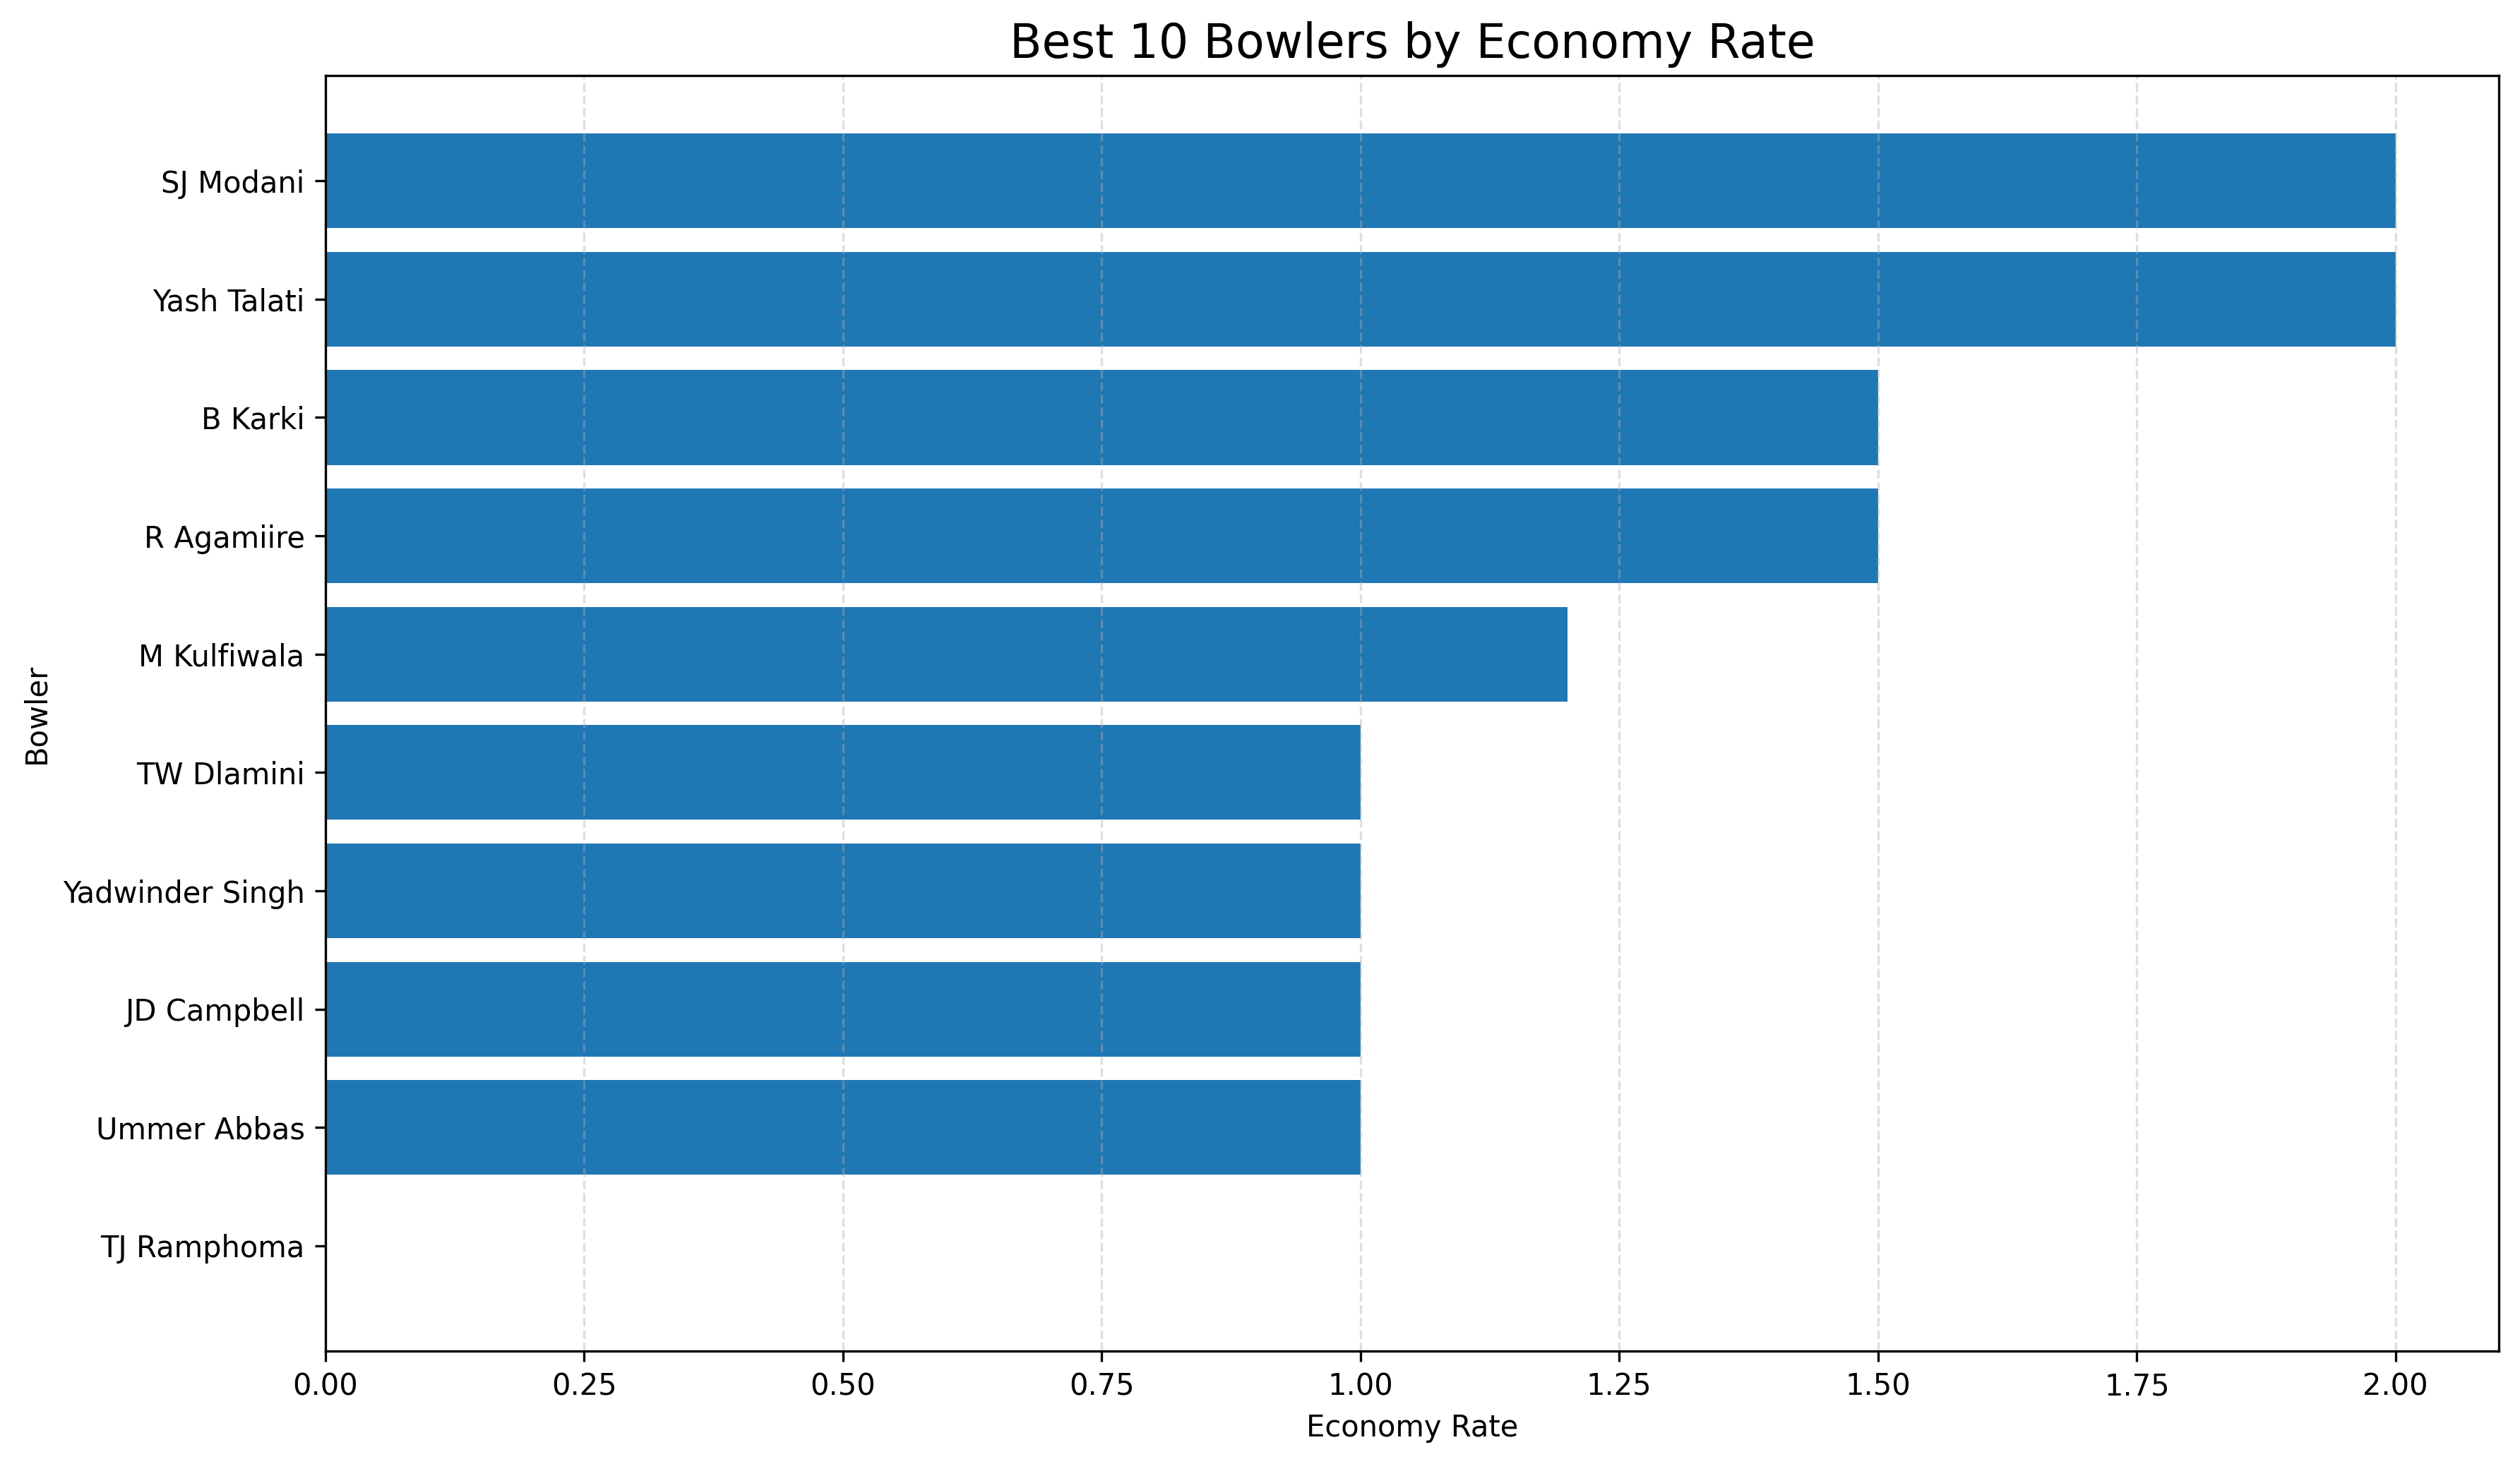 Best 10 Bowlers by Economy Rate
SJ Modani
Yash Talati
B Karki
R Agamiire
M Kulfiwala
TW Dlamini
Yadwinder Singh
JD Campbell
Ummer Abbas
TJ Ramphoma
Bowler
0.00 0.25 0.50 0.75 1.00 1.25 1.50 1.75 2.00
Economy Rate